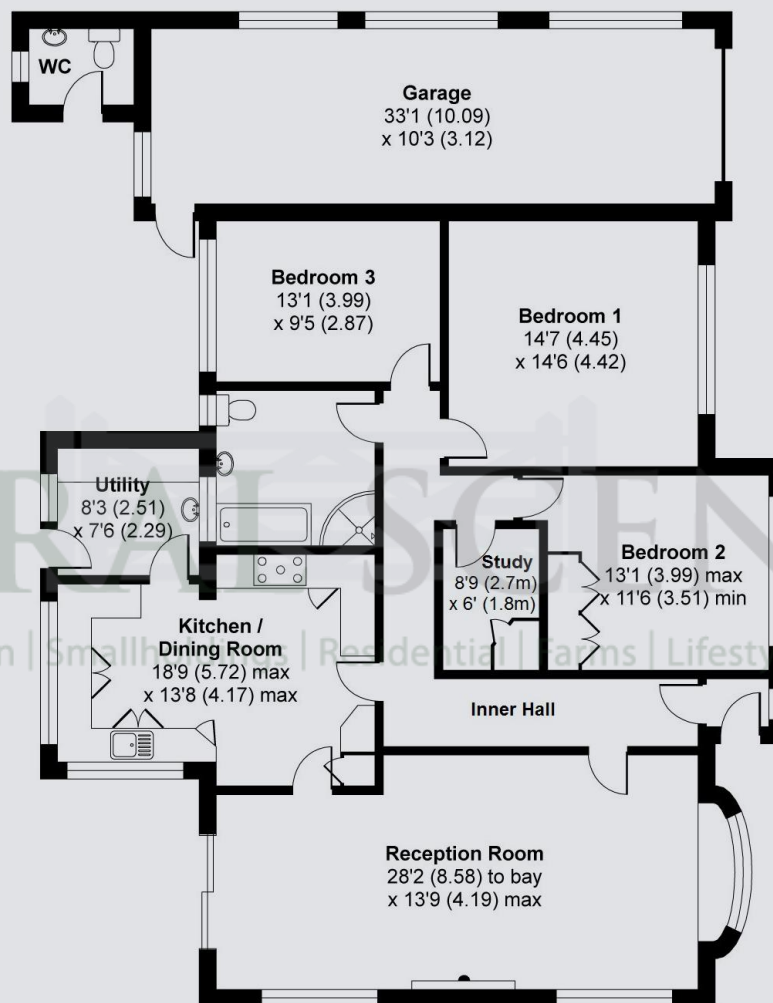 WC
Garage
33'1 (10.09)
x 10'3 (3.12)
Bedroom 3
13'1 (3.99)
x 9'5 (2.87)
Bedroom 1
14'7 (4.45)
x 14'6 (4.42)
Utility
8'3 (2.51)
x 7'6 (2.29)
Study
8'9 (2.7m)
x 6' (1.8m)
Bedroom 2
13'1 (3.99) max
x 11'6 (3.51) min
RAL SCEN
Kitchen /
Dining Room
18'9 (5.72) max
x 13'8 (4.17) max
n | Smallholdings | Residential | Farms | Lifesty
Inner Hall
Reception Room
28'2 (8.58) to bay
x 13'9 (4.19) max